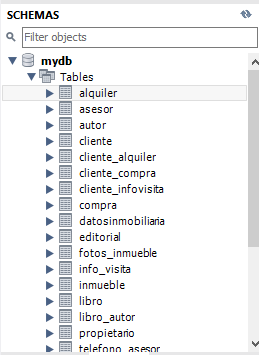 SCHEMAS
Filter objects
mydb
Tables
alquiler
asesor
autor
cliente
cliente_alquiler
cliente_compra
cliente_infovisita
compra
datosinmobiliaria
editorial
fotos_inmueble
info_visita
inmueble
libro
libro_autor
propietario
telefono_asesor